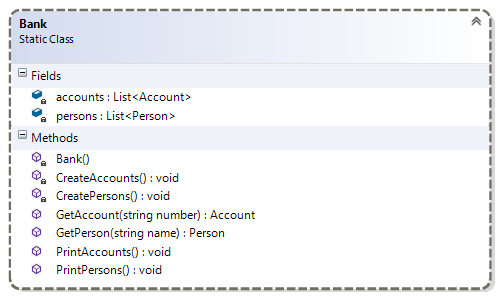 Bank
Static Class
Fields
accounts : List<Account>
persons : List<Person>
Methods
Bank()
CreateAccounts() : void
CreatePersons() : void
GetAccount(string number) : Account
GetPerson(string name) : Person
PrintAccounts() : void
PrintPersons() : void